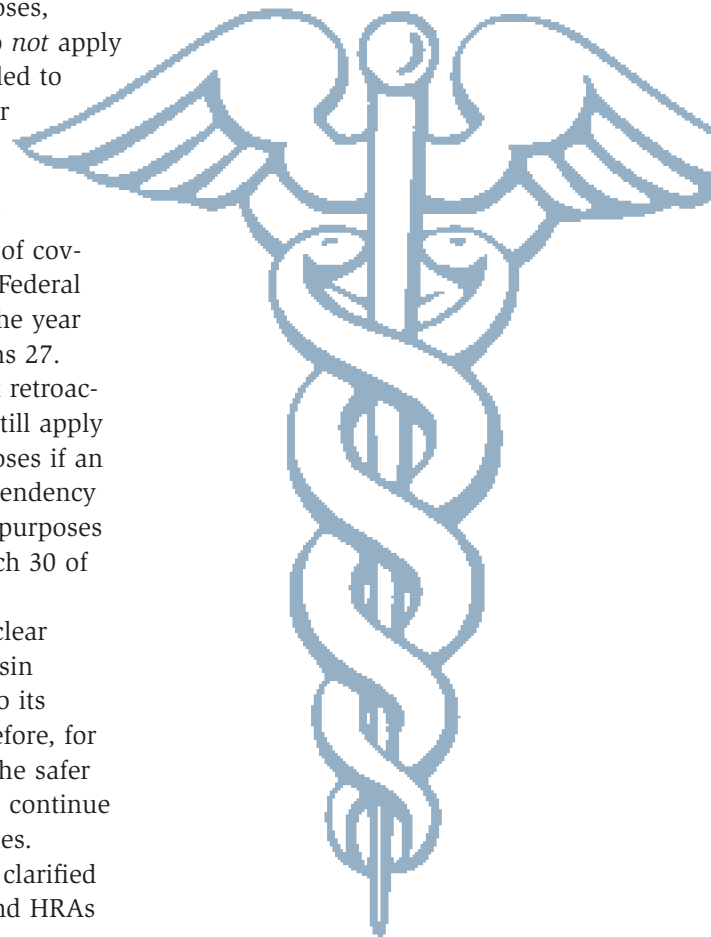 oses,
not apply
led to
r
of cov-
Federal
he year
ns 27.
retroac-
till apply
oses if an
endency
purposes
ch 30 of
clear
sin
o its
efore, for
he safer
continue
es.
clarified
nd HRAs